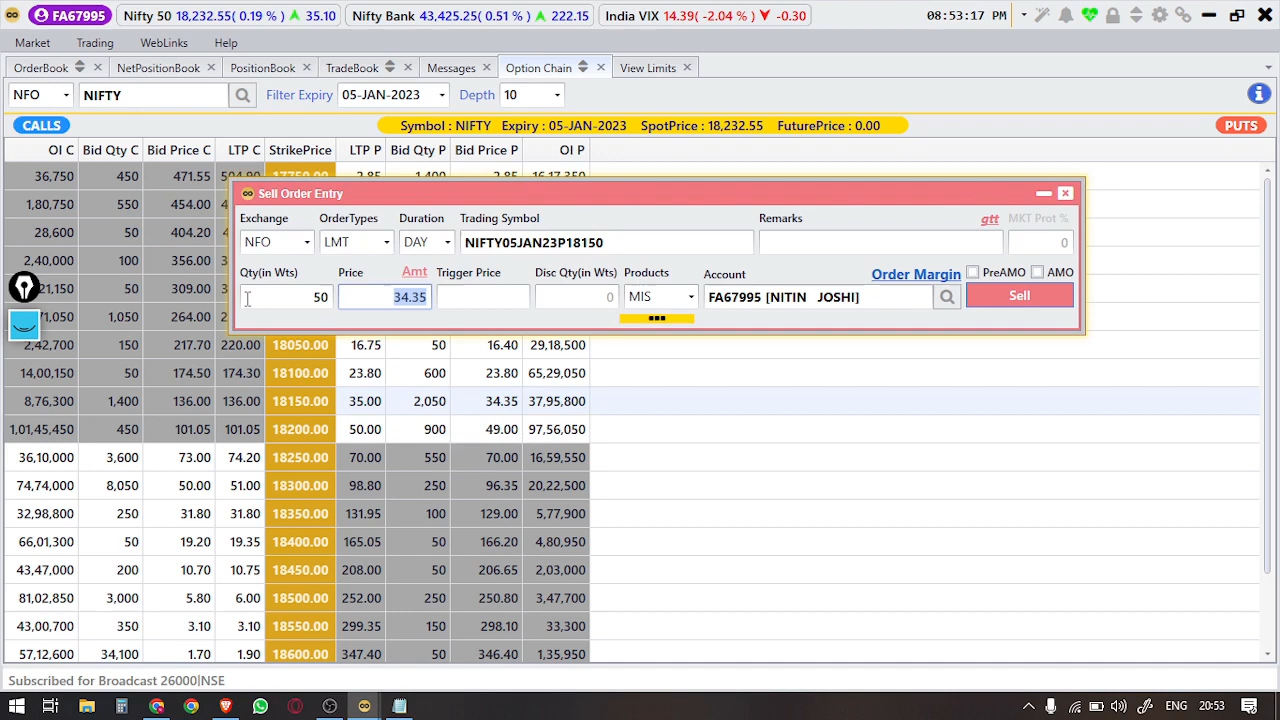 FA67995 Nifty 50 18,232.55( 0.19 % ) 35.10 Nifty Bank 43,425.25( 0.51 % ) 222.15 India VIX 14.39( -2.04 % ) -0.30 08:53:17 PM
Market Trading WebLinks Help
OrderBook NetPositionBook PositionBook TradeBook Messages Option Chain View Limits
NFO NIFTY Filter Expiry 05-JAN-2023 Depth 10
CALLS Symbol : NIFTY Expiry : 05-JAN-2023 SpotPrice : 18,232.55 FuturePrice : 0.00 PUTS
OI C Bid Qty C Bid Price C LTP C StrikePrice LTP P Bid Qty P Bid Price P OI P
36,750 450 471.55
Sell Order Entry
1,80,750 550 454.00
Exchange OrderTypes Duration Trading Symbol Remarks gtt MKT Prot %
28,600 50 404.20
NFO LMT DAY NIFTY05JAN23P18150 0
2,40,000 100 356.00
Qty(in Wts) Price Amt Trigger Price Disc Qty(in Wts) Products Account Order Margin PreAMO AMO
50 309.00
50 34.35 0 MIS FA67995 [NITIN JOSHI] Sell
50 264.00
2,42,700 150 217.70 220.00 18050.00 16.75 50 16.40 29,18,500
14,00,150 50 174.50 174.30 18100.00 23.80 600 23.80 65,29,050
8,76,300 1,400 136.00 136.00 18150.00 35.00 2,050 34.35 37,95,800
1,01,45,450 450 101.05 101.05 18200.00 50.00 900 49.00 97,56,050
36,10,000 3,600 73.00 74.20 18250.00 70.00 550 70.00 16,59,550
74,74,000 8,050 50.00 51.00 18300.00 98.80 250 96.35 20,22,500
32,98,800 250 31.80 31.80 18350.00 131.95 100 129.00 5,77,900
66,01,300 50 19.20 19.35 18400.00 165.05 50 166.20 4,80,950
43,47,000 200 10.70 10.75 18450.00 208.00 50 206.65 2,03,000
81,02,850 3,000 5.80 6.00 18500.00 252.00 250 250.80 3,47,700
43,00,700 350 3.10 3.10 18550.00 299.35 150 298.10 33,300
57,12,600 34,100 1.70 1.90 18600.00 347.40 50 346.40 1,35,950
Subscribed for Broadcast 26000|NSE
ENG 20:53